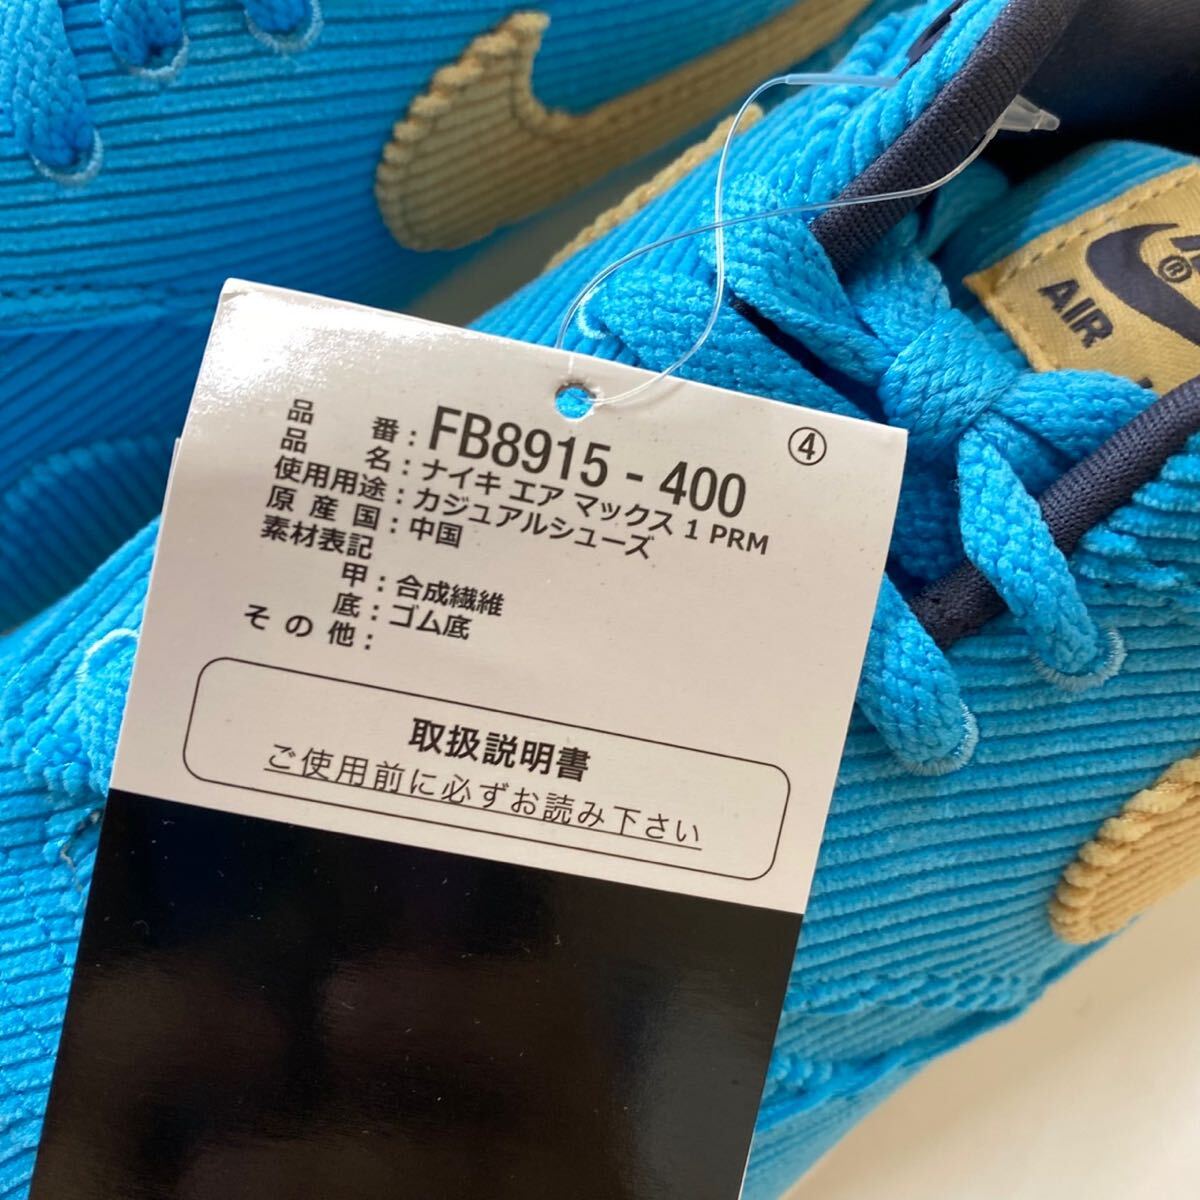 品番：FB8915 - 400
④
品名：ナイキ エア マックス 1 PRM
使用用途：カジュアルシューズ
原産国：中国
素材表記
甲：合成繊維
底：ゴム底
その他：
取扱説明書
ご使用前に必ずお読み下さい
®
AIR